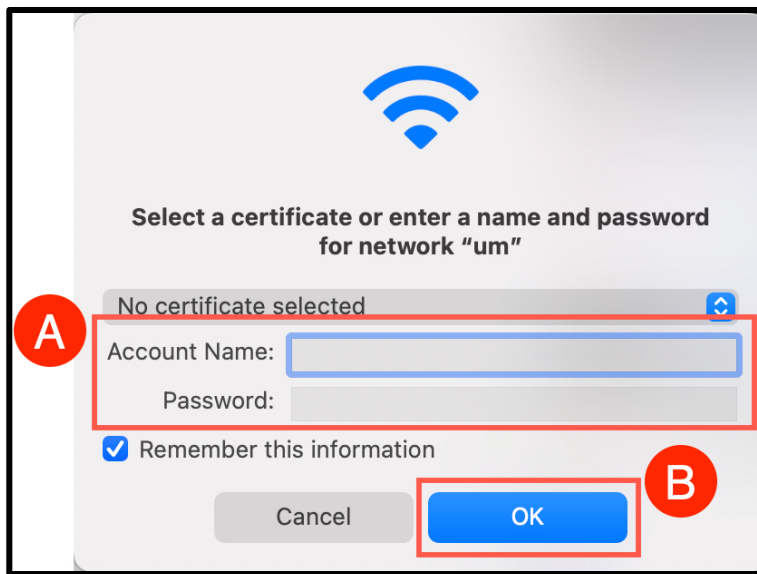 Select a certificate or enter a name and password
for network “um”
No certificate selected
A
Account Name:
Password:
Remember this information
B
Cancel
OK